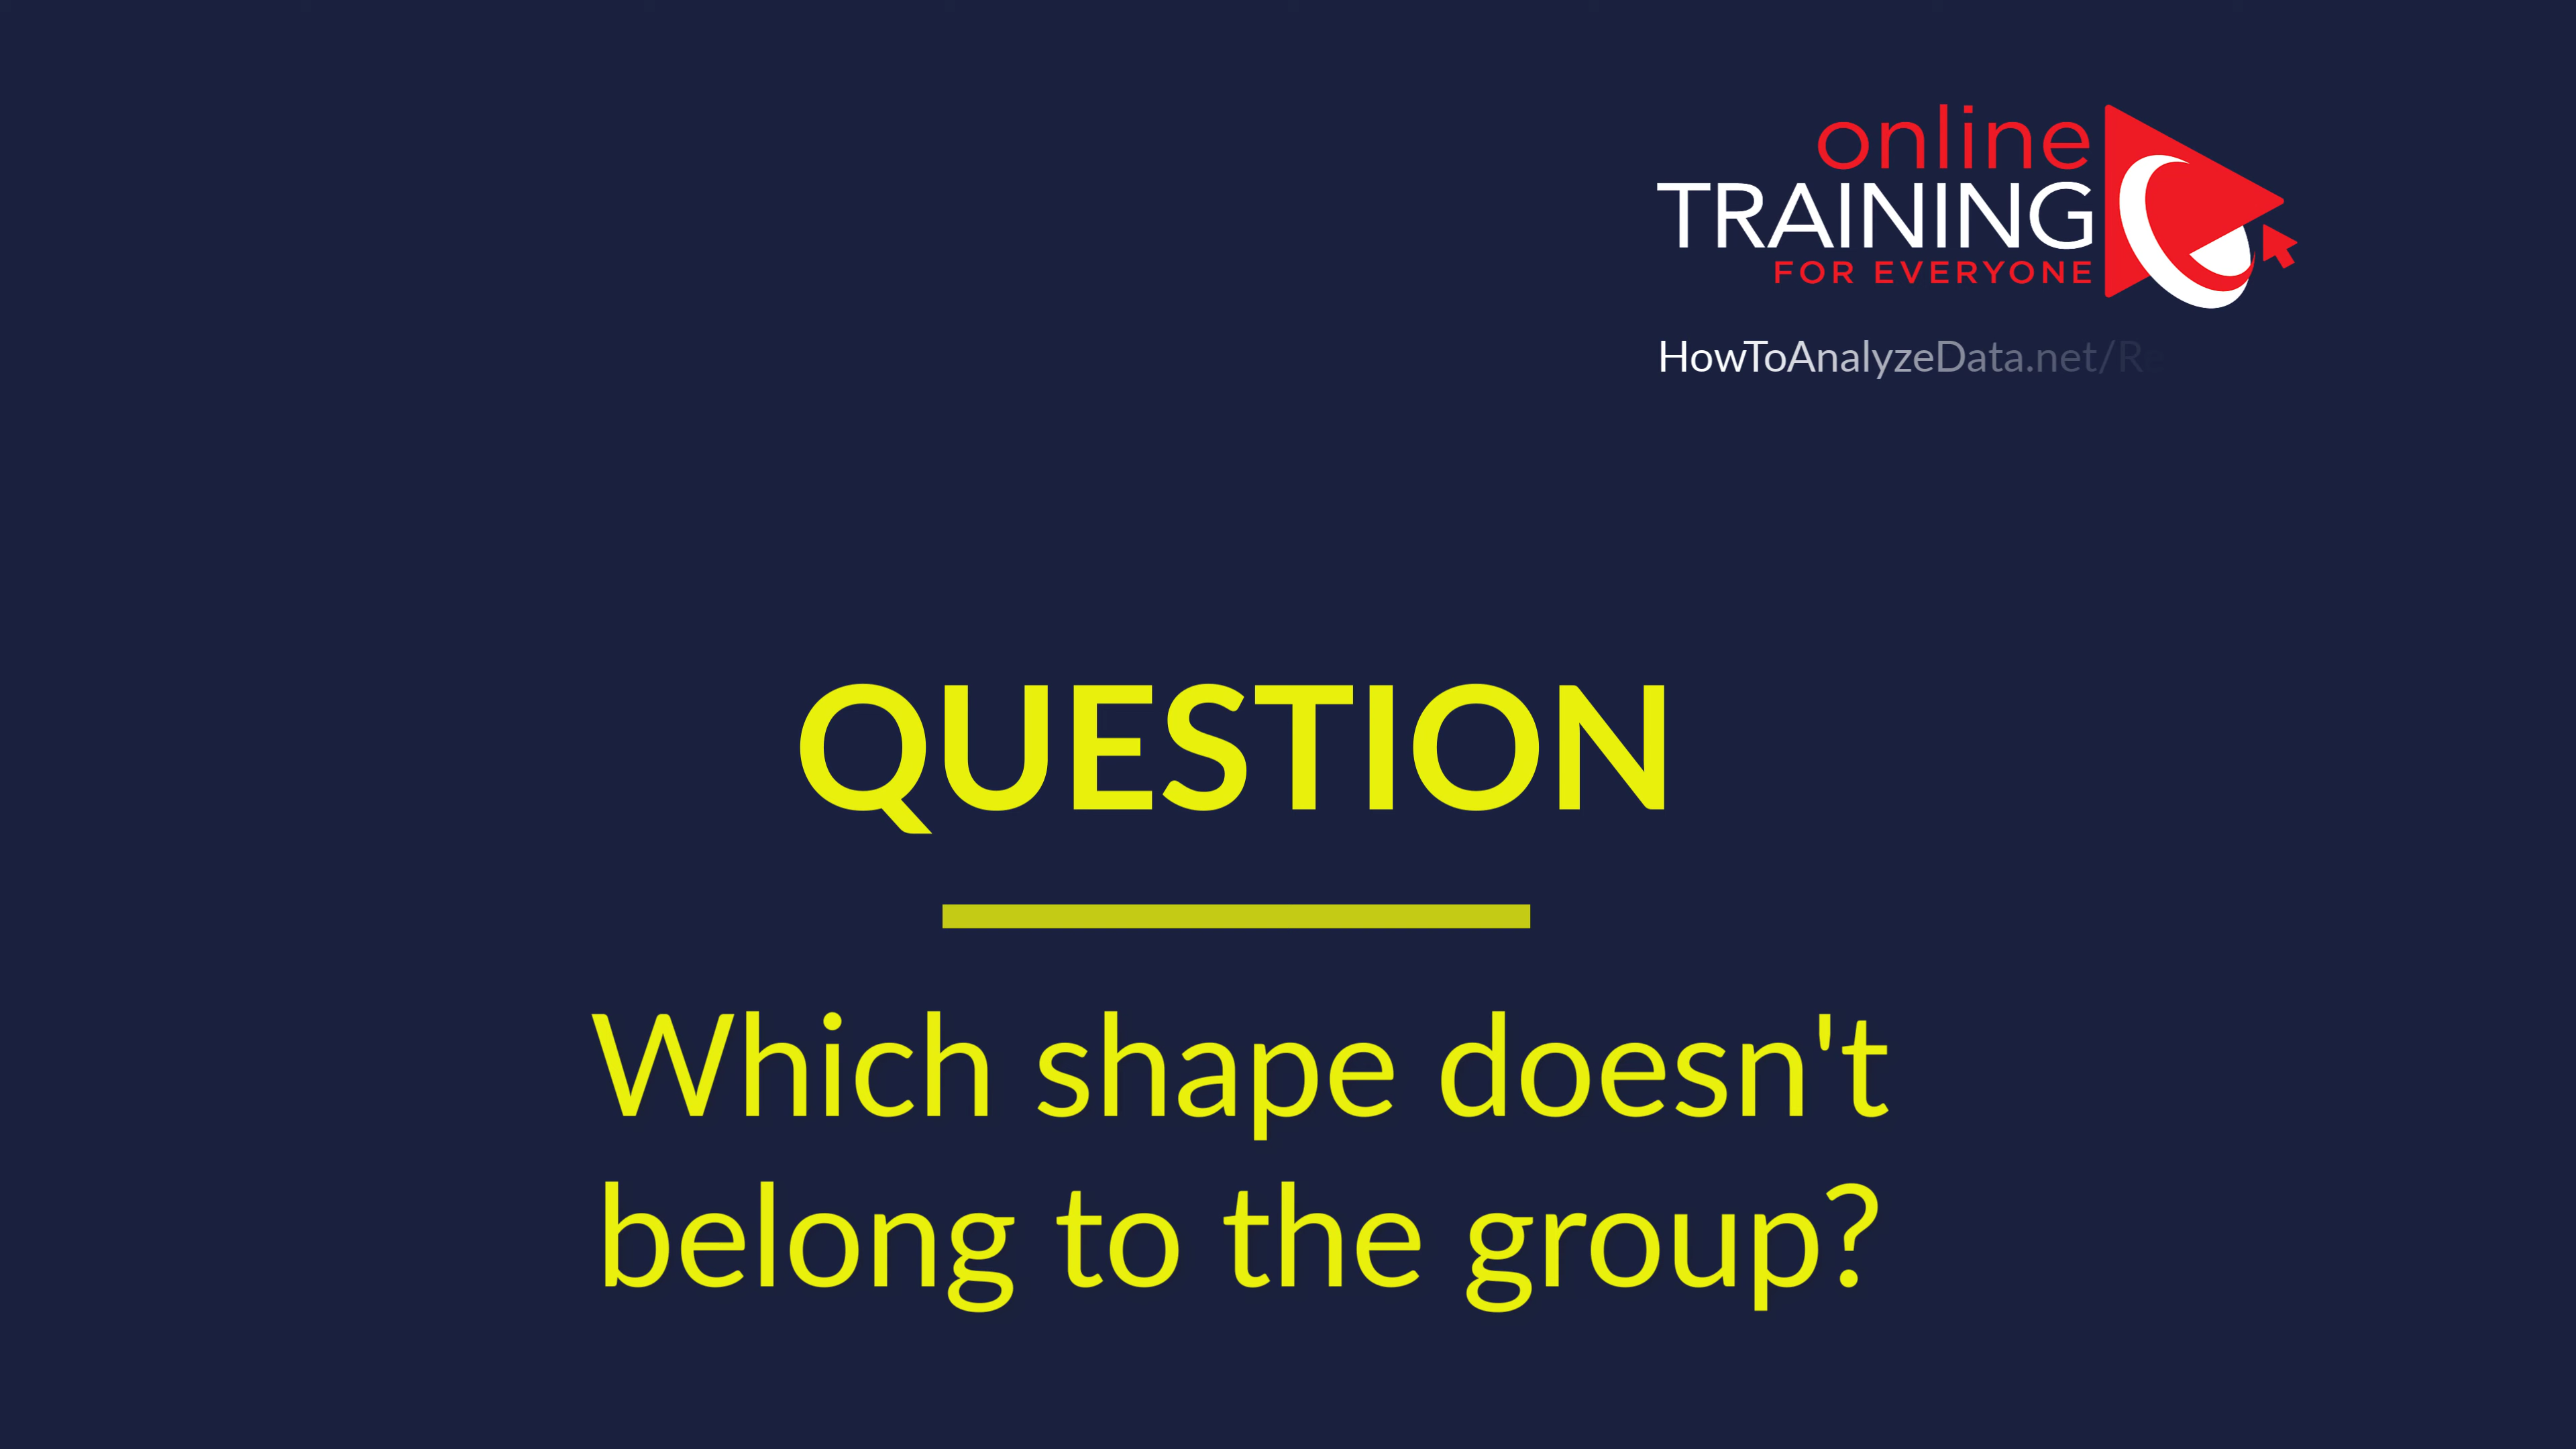 online
TRAINING
FOR EVERYONE
HowToAnalyzeData.net/R
QUESTION
Which shape doesn't
belong to the group?